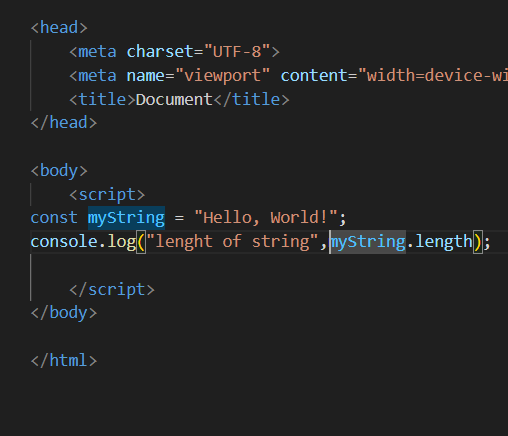 <head>
<meta charset="UTF-8">
<meta name="viewport" content="width=device-wi
<title>Document</title>
</head>
<body>
<script>
const myString = "Hello, World!";
console.log("lenght of string",myString.length);
</script>
</body>
</html>